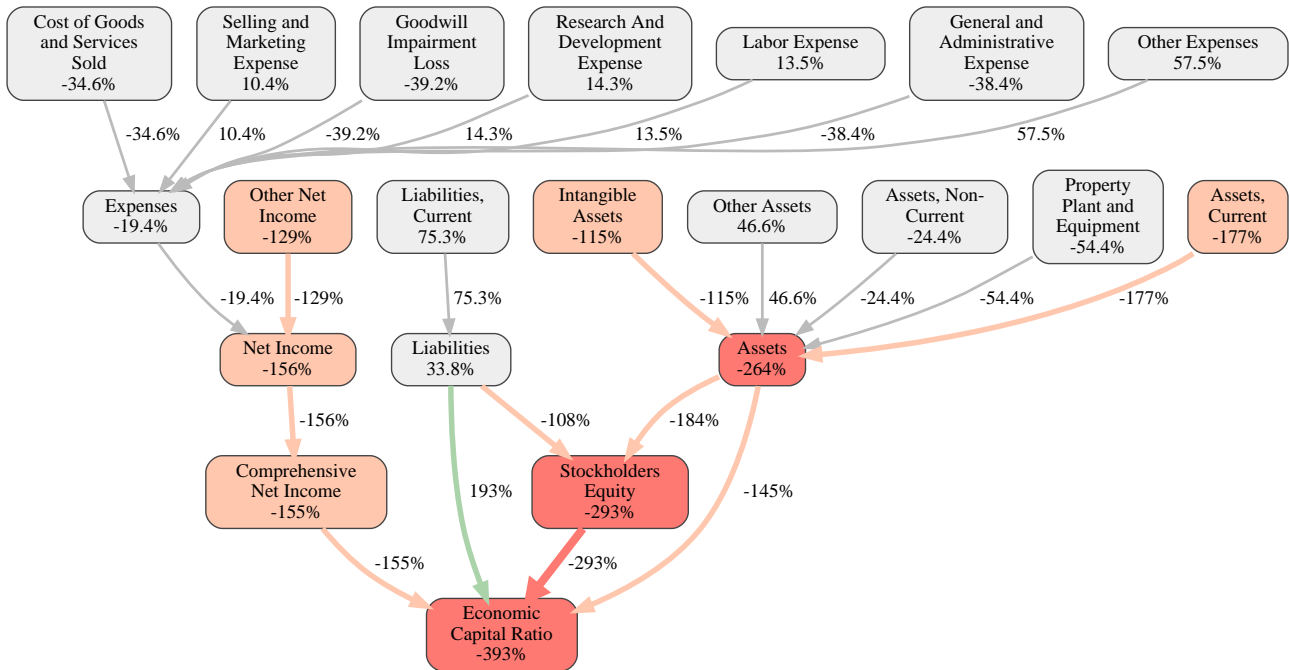 Cost of Goods
and Services
Sold
-34.6%
Selling and
Marketing
Expense
10.4%
Goodwill
Impairment
Loss
-39.2%
Research And
Development
Expense
14.3%
Labor Expense
13.5%
General and
Administrative
Expense
-38.4%
Other Expenses
57.5%
-34.6%
10.4%
-39.2%
14.3%
13.5%
-38.4%
57.5%
Expenses
-19.4%
Other Net
Income
-129%
Liabilities,
Current
75.3%
Intangible
Assets
-115%
Other Assets
46.6%
Assets, Non-
Current
-24.4%
Property
Plant and
Equipment
-54.4%
Assets,
Current
-177%
-19.4%
-129%
75.3%
-115%
46.6%
-24.4%
-54.4%
-177%
Net Income
-156%
Liabilities
33.8%
Assets
-264%
-156%
-108%
-184%
Comprehensive
Net Income
-155%
193%
Stockholders
Equity
-293%
-145%
-155%
-293%
Economic
Capital Ratio
-393%